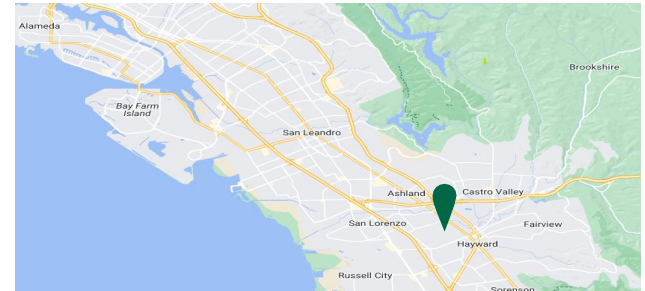 Alameda
Brookshire
Bay Farm
Island
San Leandro
Ashland
Castro Valley
San Lorenzo
Fairview
Hayward
Russell City
Sorenson